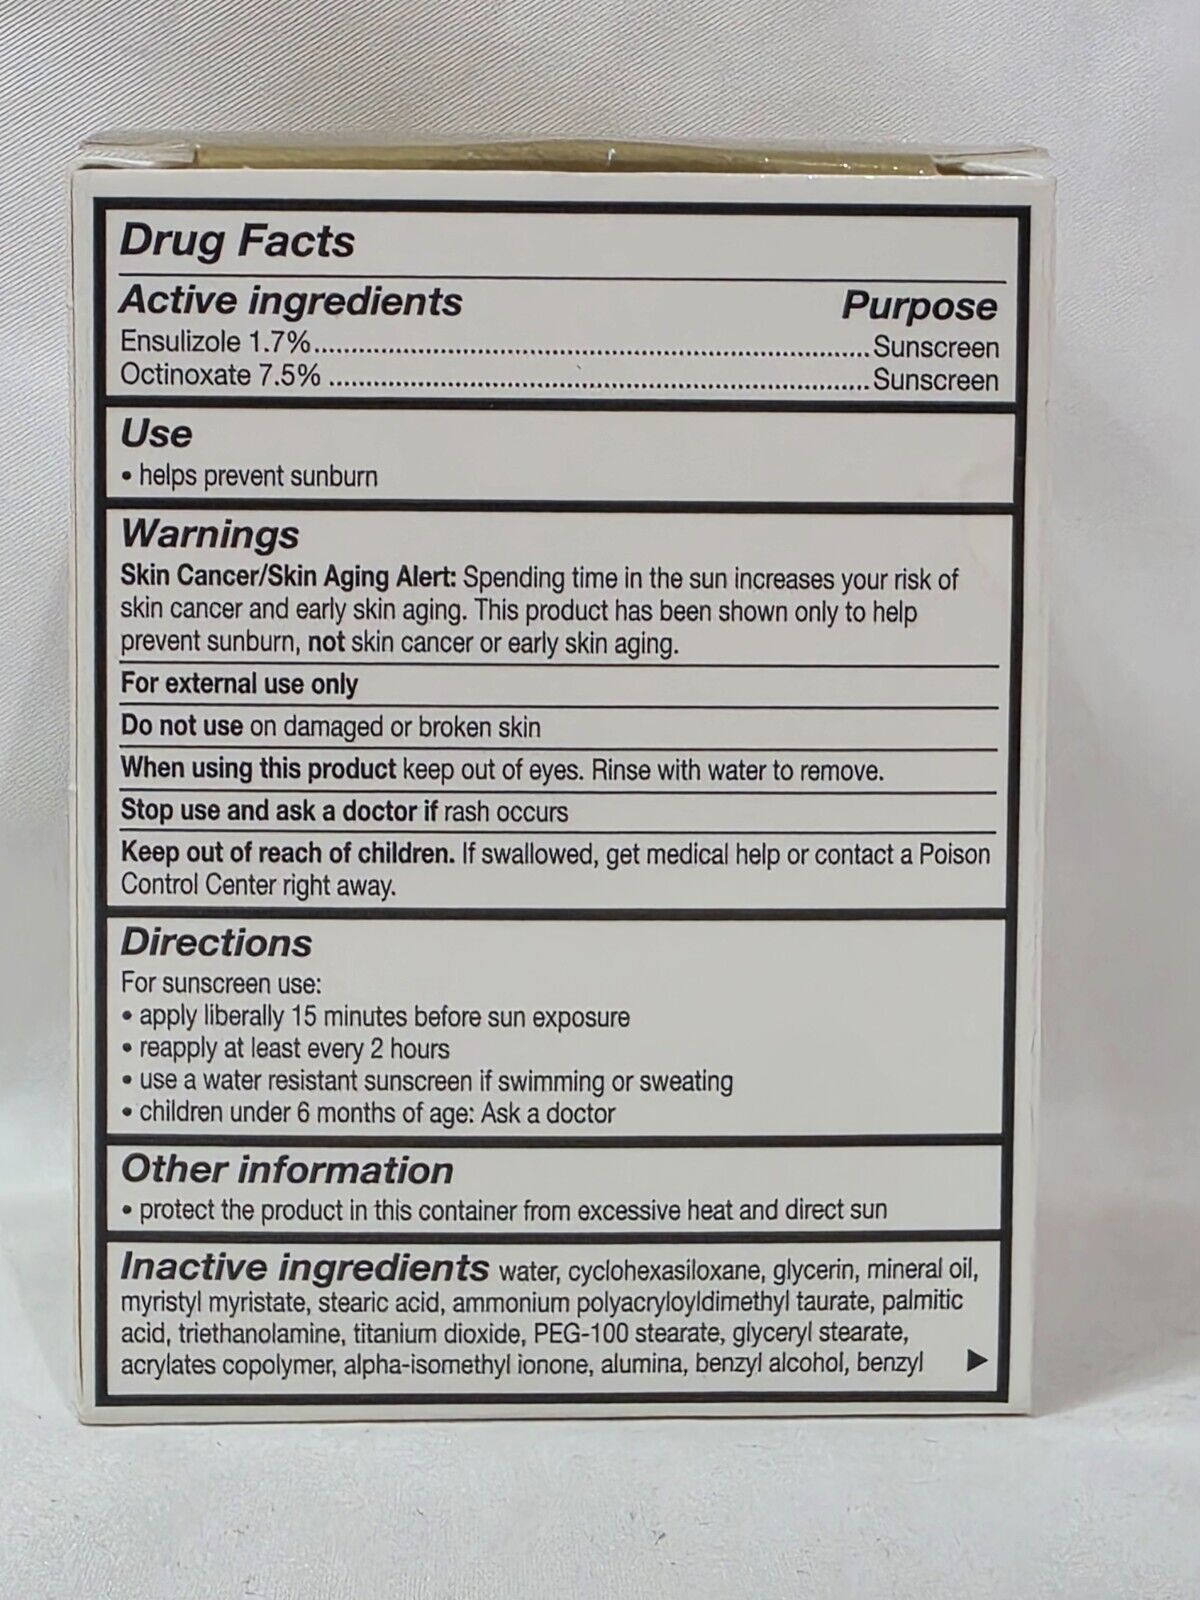 Drug Facts
Active ingredients Purpose
Ensulizole 1.7%..........................................................................Sunscreen
Octinoxate 7.5% .......................................................................Sunscreen
Use
• helps prevent sunburn
Warnings
Skin Cancer/Skin Aging Alert: Spending time in the sun increases your risk of
skin cancer and early skin aging. This product has been shown only to help
prevent sunburn, not skin cancer or early skin aging.
For external use only
Do not use on damaged or broken skin
When using this product keep out of eyes. Rinse with water to remove.
Stop use and ask a doctor if rash occurs
Keep out of reach of children. If swallowed, get medical help or contact a Poison
Control Center right away.
Directions
For sunscreen use:
• apply liberally 15 minutes before sun exposure
• reapply at least every 2 hours
• use a water resistant sunscreen if swimming or sweating
• children under 6 months of age: Ask a doctor
Other information
• protect the product in this container from excessive heat and direct sun
Inactive ingredients water, cyclohexasiloxane, glycerin, mineral oil,
myristyl myristate, stearic acid, ammonium polyacryloyldimethyl taurate, palmitic
acid, triethanolamine, titanium dioxide, PEG-100 stearate, glyceryl stearate,
acrylates copolymer, alpha-isomethyl ionone, alumina, benzyl alcohol, benzyl ▶